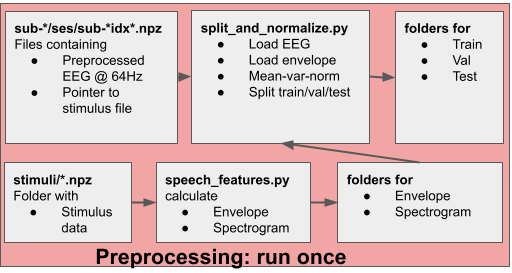 sub-*/ses/sub-*idx*.npz
Files containing
● Preprocessed
EEG @ 64Hz
● Pointer to
stimulus file
split_and_normalize.py
● Load EEG
● Load envelope
● Mean-var-norm
● Split train/val/test
folders for
● Train
● Val
● Test
stimuli/*.npz
Folder with
● Stimulus
data
speech_features.py
calculate
● Envelope
● Spectrogram
folders for
● Envelope
● Spectrogram
Preprocessing: run once